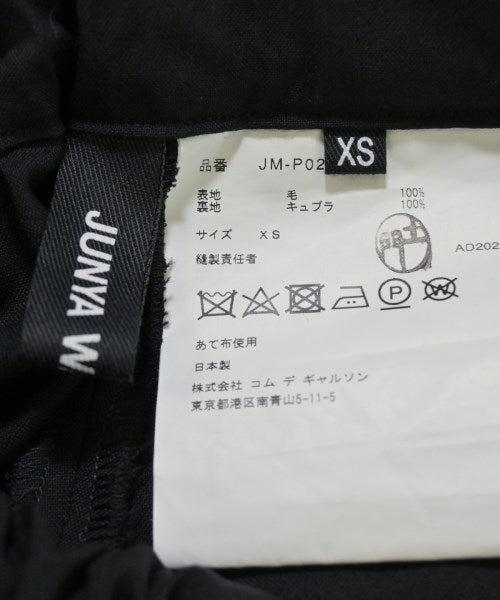 JUNYA W
XS
品番 JM-P02
表地 毛 100%
裏地 キュプラ 100%
サイズ XS
縫製責任者
AD202
P
W
あて布使用
日本製
株式会社 コム デ ギャルソン
東京都港区南青山5-11-5